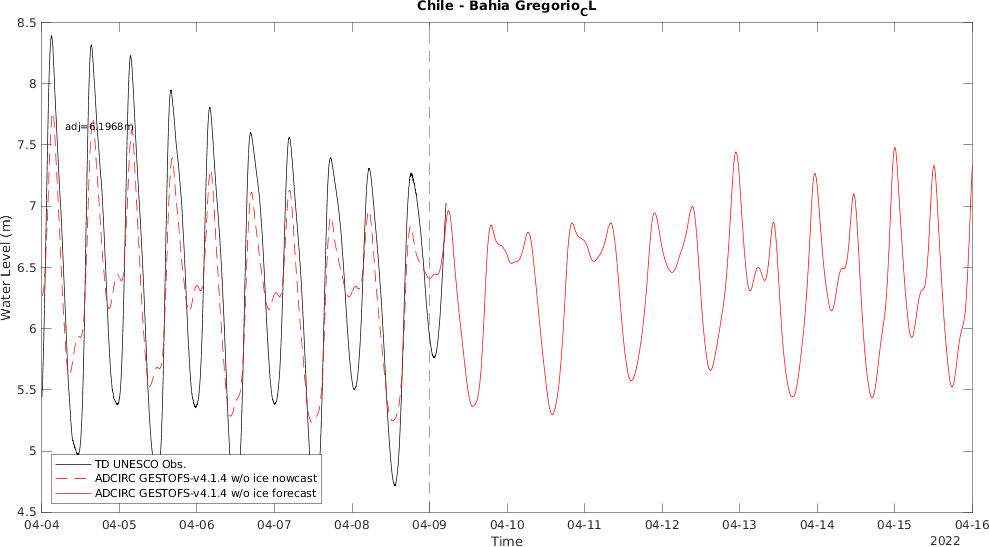 Chile - Bahia Gregorio_CL
8.5
8
7.5
7
6.5
6
5.5
5
4.5
Water Level (m)
adj=6.1968m
TD UNESCO Obs.
ADCIRC GESTOFS-v4.1.4 w/o ice nowcast
ADCIRC GESTOFS-v4.1.4 w/o ice forecast
04-04 04-05 04-06 04-07 04-08 04-09 04-10 04-11 04-12 04-13 04-14 04-15 04-16
Time
2022